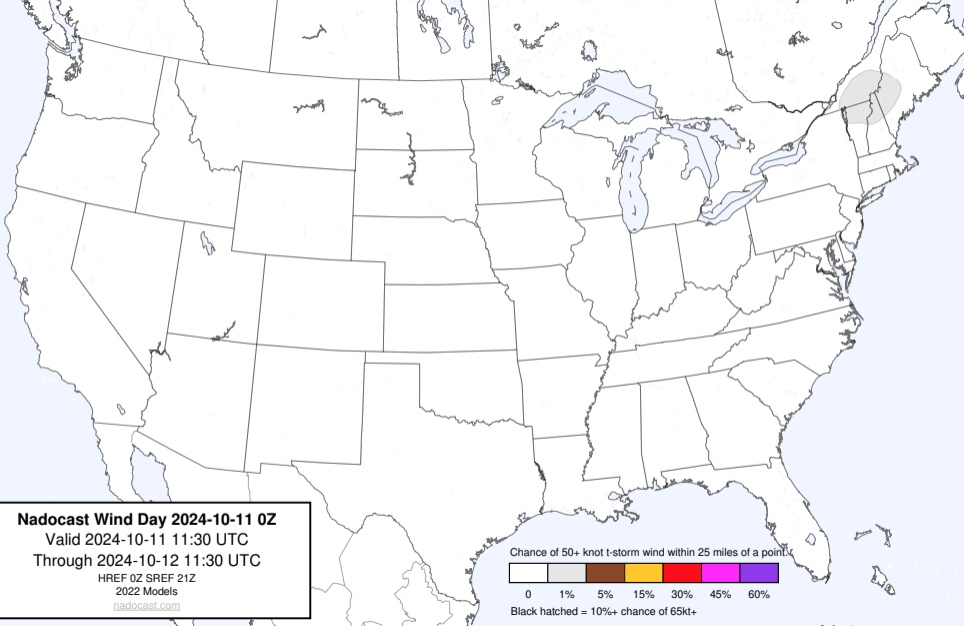 Nadocast Wind Day 2024-10-11 0Z
Valid 2024-10-11 11:30 UTC
Through 2024-10-12 11:30 UTC
HREF 0Z SREF 21Z
2022 Models
nadocast.com
Chance of 50+ knot t-storm wind within 25 miles of a point.
0 1% 5% 15% 30% 45% 60%
Black hatched = 10%+ chance of 65kt+